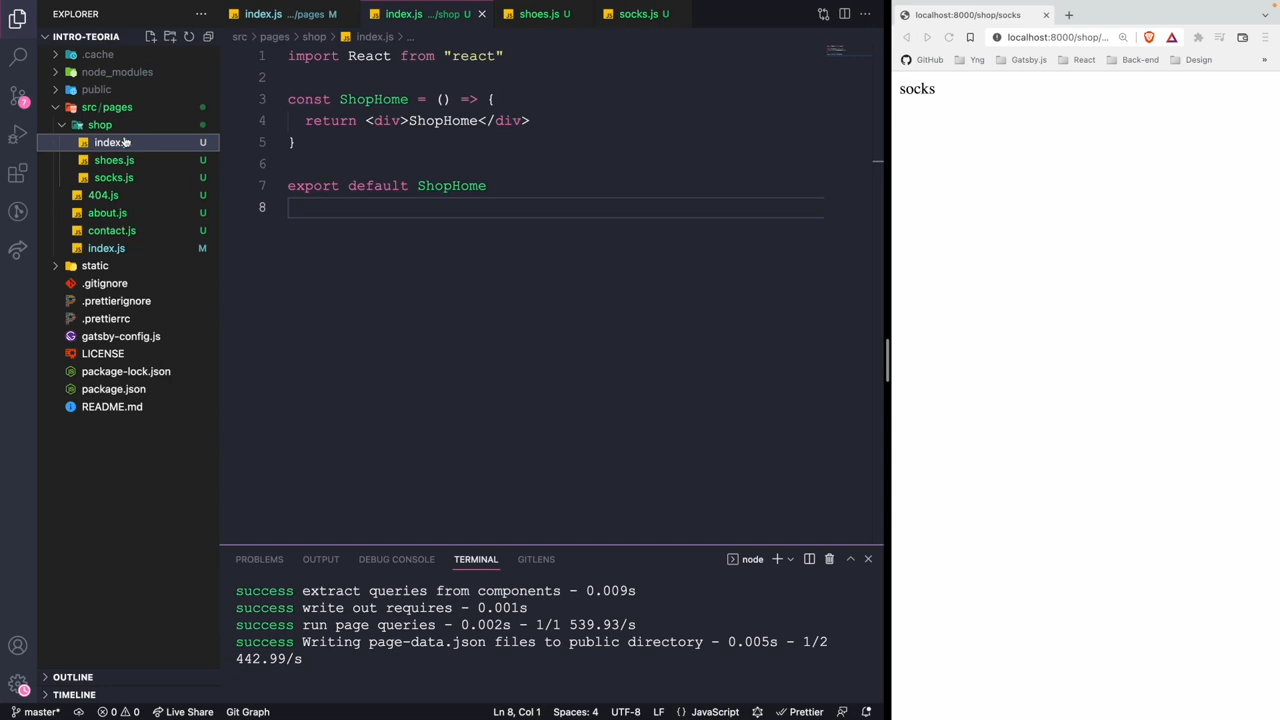 EXPLORER
INTRO-TEORIA
.cache
node_modules
public
src/pages
shop
index.js U
shoes.js U
socks.js U
404.js U
about.js U
contact.js U
index.js M
static
.gitignore
.prettierignore
.prettierrc
gatsby-config.js
LICENSE
package-lock.json
package.json
README.md
OUTLINE
TIMELINE
7
index.js .../pages M
index.js .../shop U
shoes.js U
socks.js U
src > pages > shop > index.js > ...
1 import React from "react"
2
3 const ShopHome = () => {
4 return <div>ShopHome</div>
5 }
6
7 export default ShopHome
8
PROBLEMS OUTPUT DEBUG CONSOLE TERMINAL GITLENS
node
success extract queries from components - 0.009s
success write out requires - 0.001s
success run page queries - 0.002s - 1/1 539.93/s
success Writing page-data.json files to public directory - 0.005s - 1/2
442.99/s
master* 0 0 Live Share Git Graph Ln 8, Col 1 Spaces: 4 UTF-8 LF { } JavaScript Prettier
localhost:8000/shop/socks
localhost:8000/shop/
GitHub Yng Gatsby.js React Back-end Design
socks